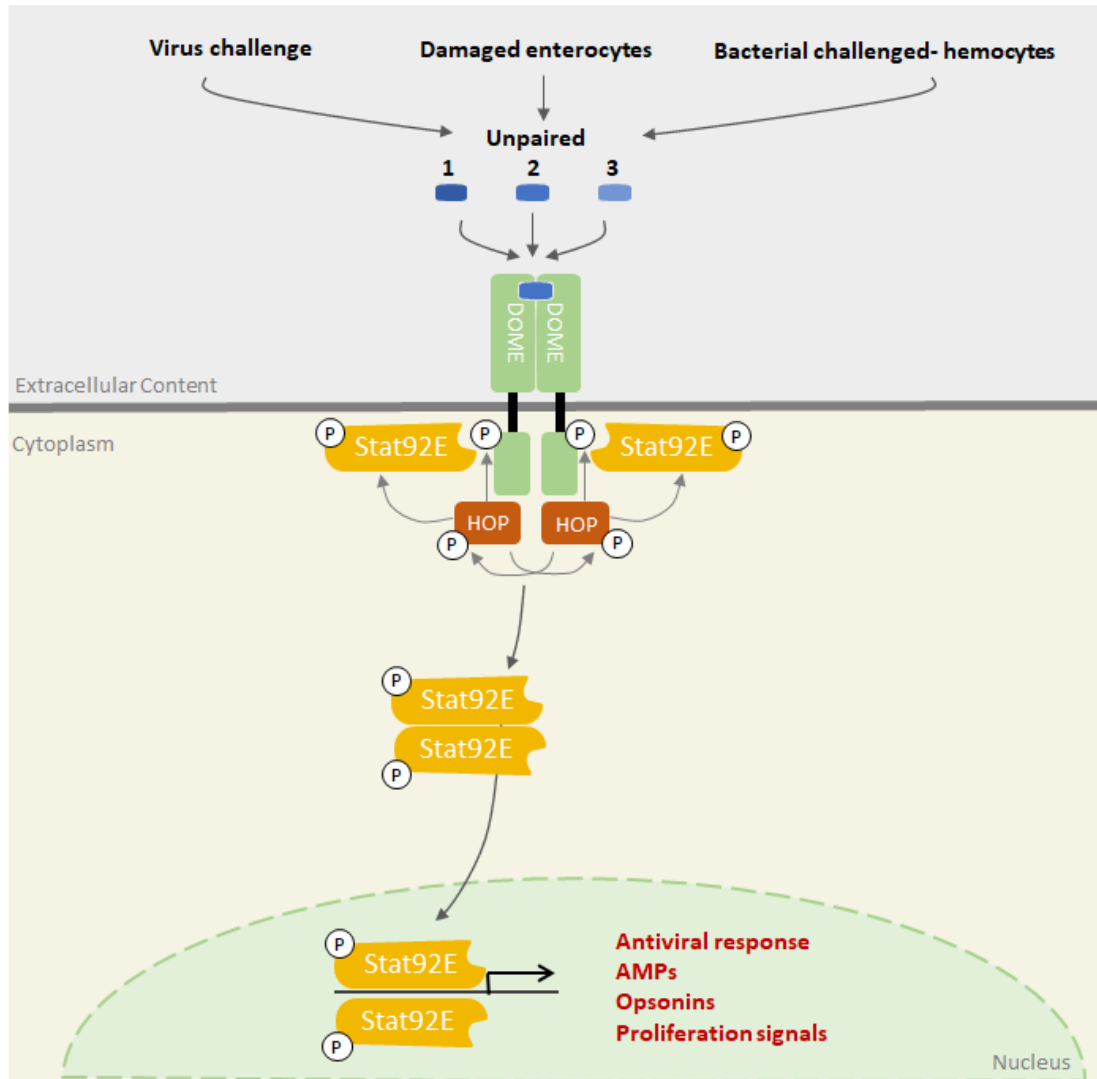 Virus challenge
Damaged enterocytes
Bacterial challenged- hemocytes
Unpaired
1
2
3
DOME
DOME
Extracellular Content
Cytoplasm
P
Stat92E
P
P
Stat92E
P
HOP
HOP
P
P
P
Stat92E
Stat92E
P
P
Stat92E
Stat92E
P
Antiviral response
AMPs
Opsonins
Proliferation signals
Nucleus